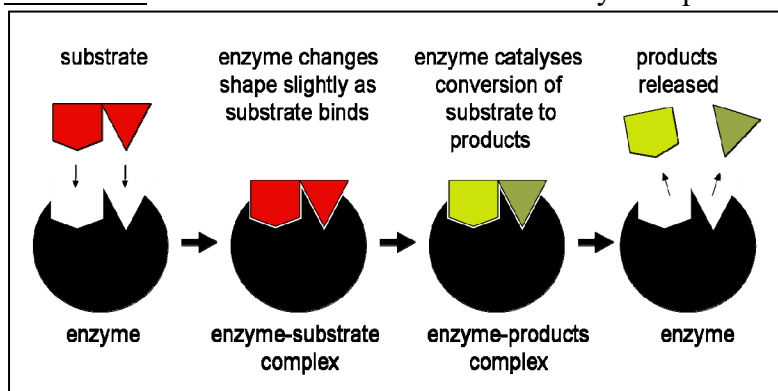 substrate
enzyme changes
shape slightly as
substrate binds
enzyme catalyses
conversion of
substrate to
products
products
released
enzyme
enzyme-substrate
complex
enzyme-products
complex
enzyme